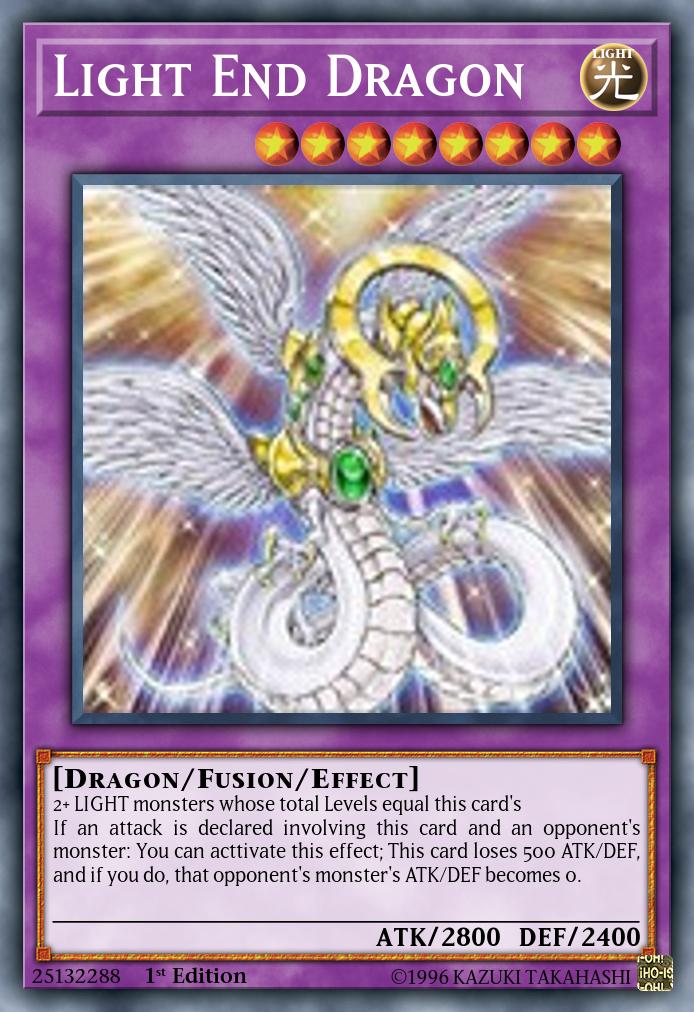 Light End Dragon
LIGHT
光
[Dragon/Fusion/Effect]
2+ LIGHT monsters whose total Levels equal this card's
If an attack is declared involving this card and an opponent's
monster: You can acttivate this effect; This card loses 500 ATK/DEF,
and if you do, that opponent's monster's ATK/DEF becomes 0.
ATK/2800 DEF/2400
25132288 1st Edition ©1996 KAZUKI TAKAHASHI